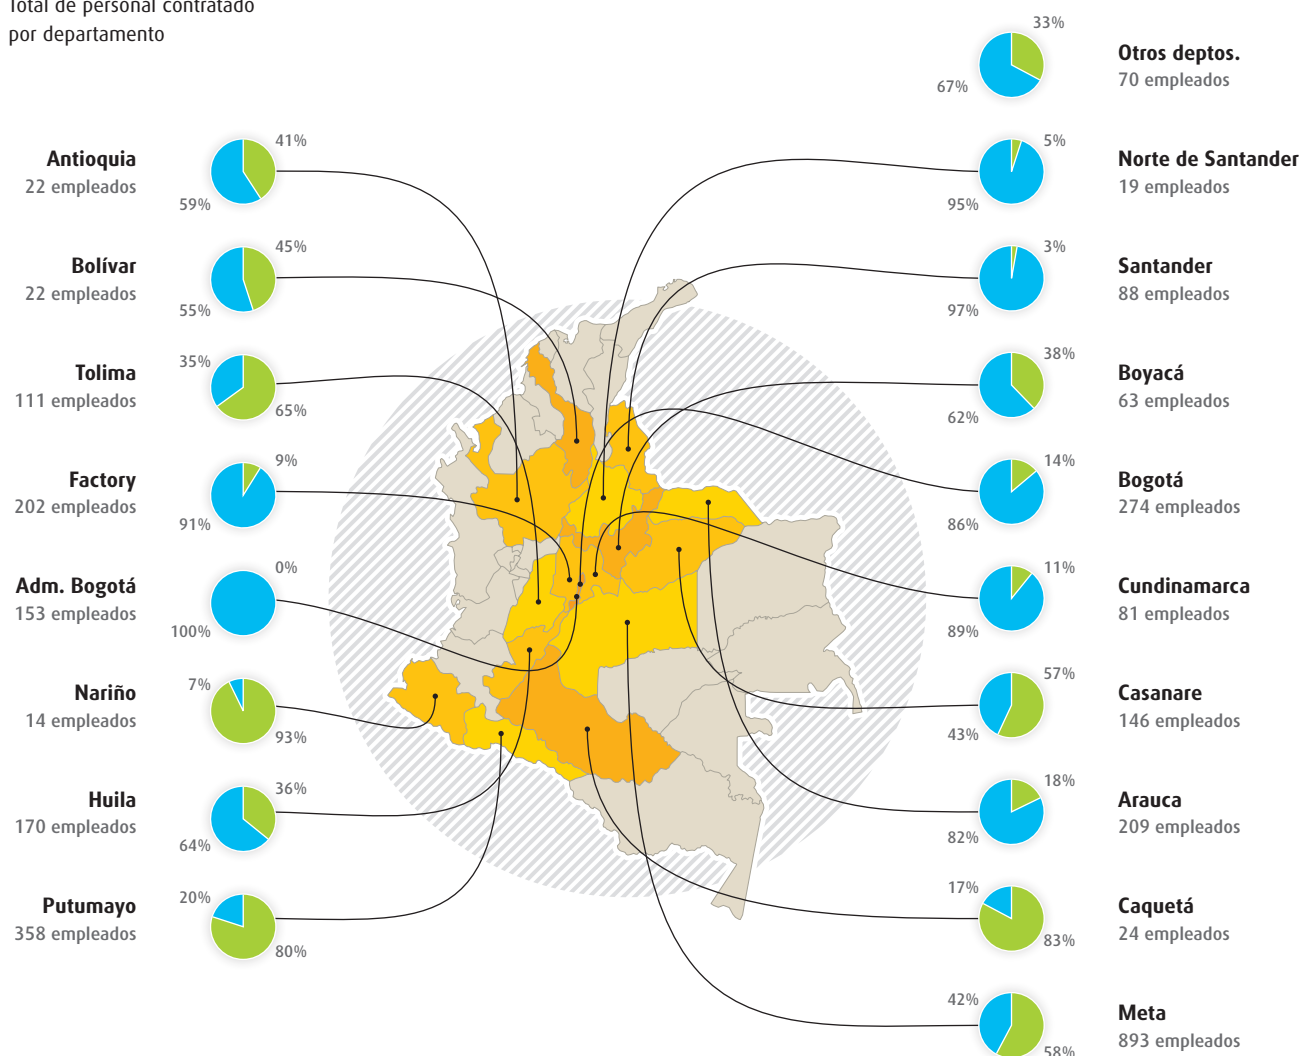 Total de personal contratado
por departamento
Antioquia
22 empleados
41%
59%
Bolívar
22 empleados
45%
55%
Tolima
111 empleados
35%
65%
Factory
202 empleados
9%
91%
Adm. Bogotá
153 empleados
0%
100%
Nariño
14 empleados
7%
93%
Huila
170 empleados
36%
64%
Putumayo
358 empleados
20%
80%
33%
67%
Otros deptos.
70 empleados
5%
95%
Norte de Santander
19 empleados
3%
97%
Santander
88 empleados
38%
62%
Boyacá
63 empleados
14%
86%
Bogotá
274 empleados
11%
89%
Cundinamarca
81 empleados
57%
43%
Casanare
146 empleados
18%
82%
Arauca
209 empleados
17%
83%
Caquetá
24 empleados
42%
58%
Meta
893 empleados